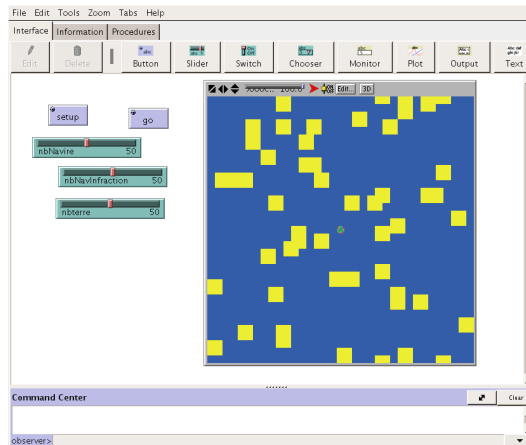 File Edit Tools Zoom Tabs Help
Interface Information Procedures
Edit Delete Button Slider Switch Chooser Monitor Plot Output Text
Edit... 3D
setup
go
nbNavire 50
nbNavInfraction 50
nbterre 50
Command Center Clear
observer>